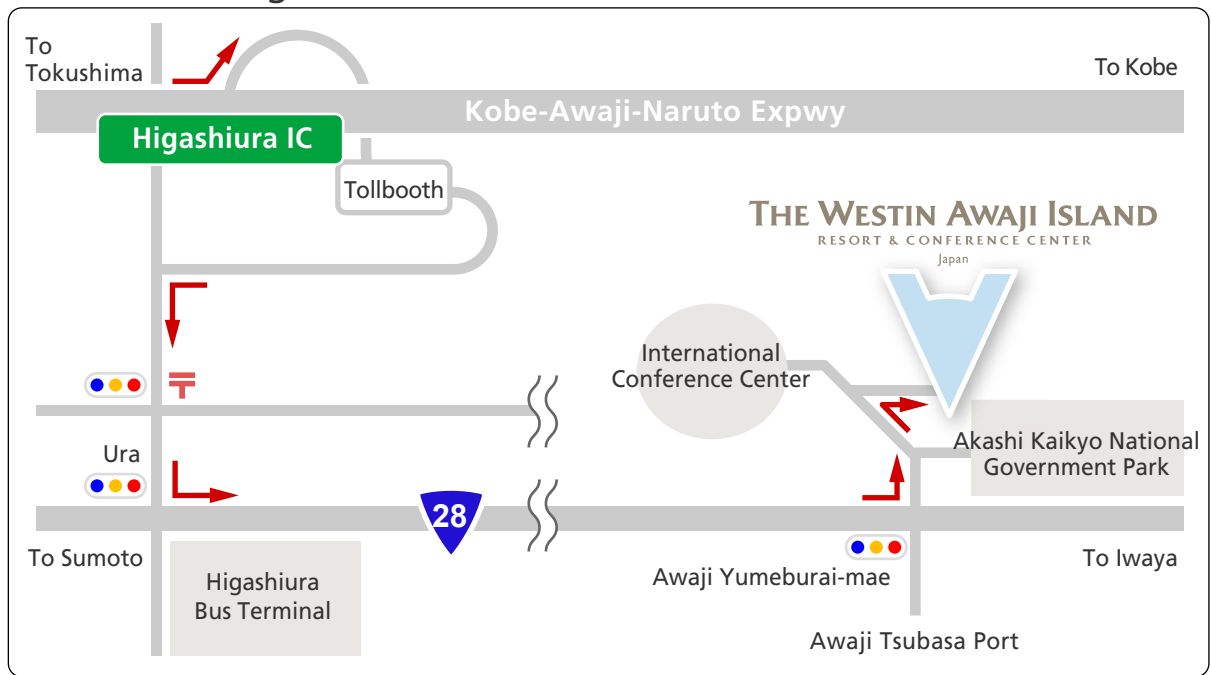 To
Tokushima
To Kobe
Kobe-Awaji-Naruto Expwy
Higashiura IC
Tollbooth
THE WESTIN AWAJI ISLAND
RESORT & CONFERENCE CENTER
Japan
International
Conference Center
〒
Akashi Kaikyo National
Government Park
Ura
28
To Sumoto
To Iwaya
Awaji Yumeburai-mae
Higashiura
Bus Terminal
Awaji Tsubasa Port